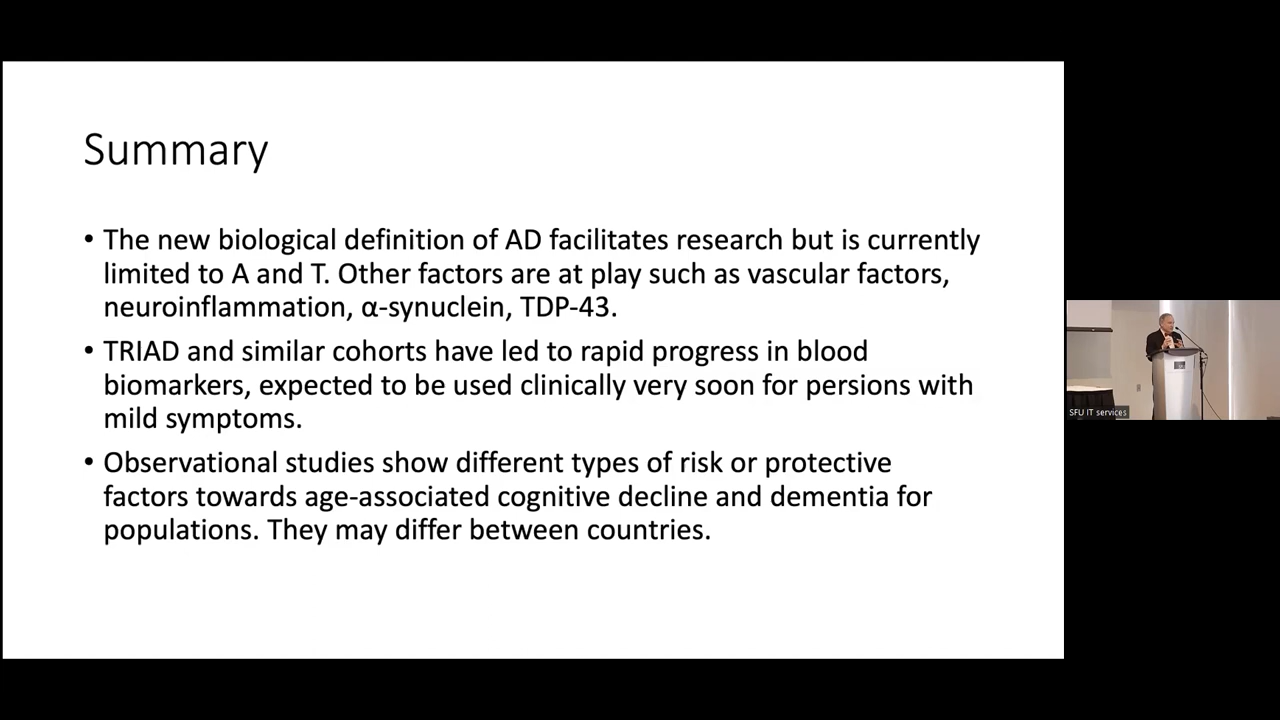 Summary
• The new biological definition of AD facilitates research but is currently
limited to A and T. Other factors are at play such as vascular factors,
neuroinflammation, α-synuclein, TDP-43.
• TRIAD and similar cohorts have led to rapid progress in blood
biomarkers, expected to be used clinically very soon for persions with
mild symptoms.
• Observational studies show different types of risk or protective
factors towards age-associated cognitive decline and dementia for
populations. They may differ between countries.
SFU IT services